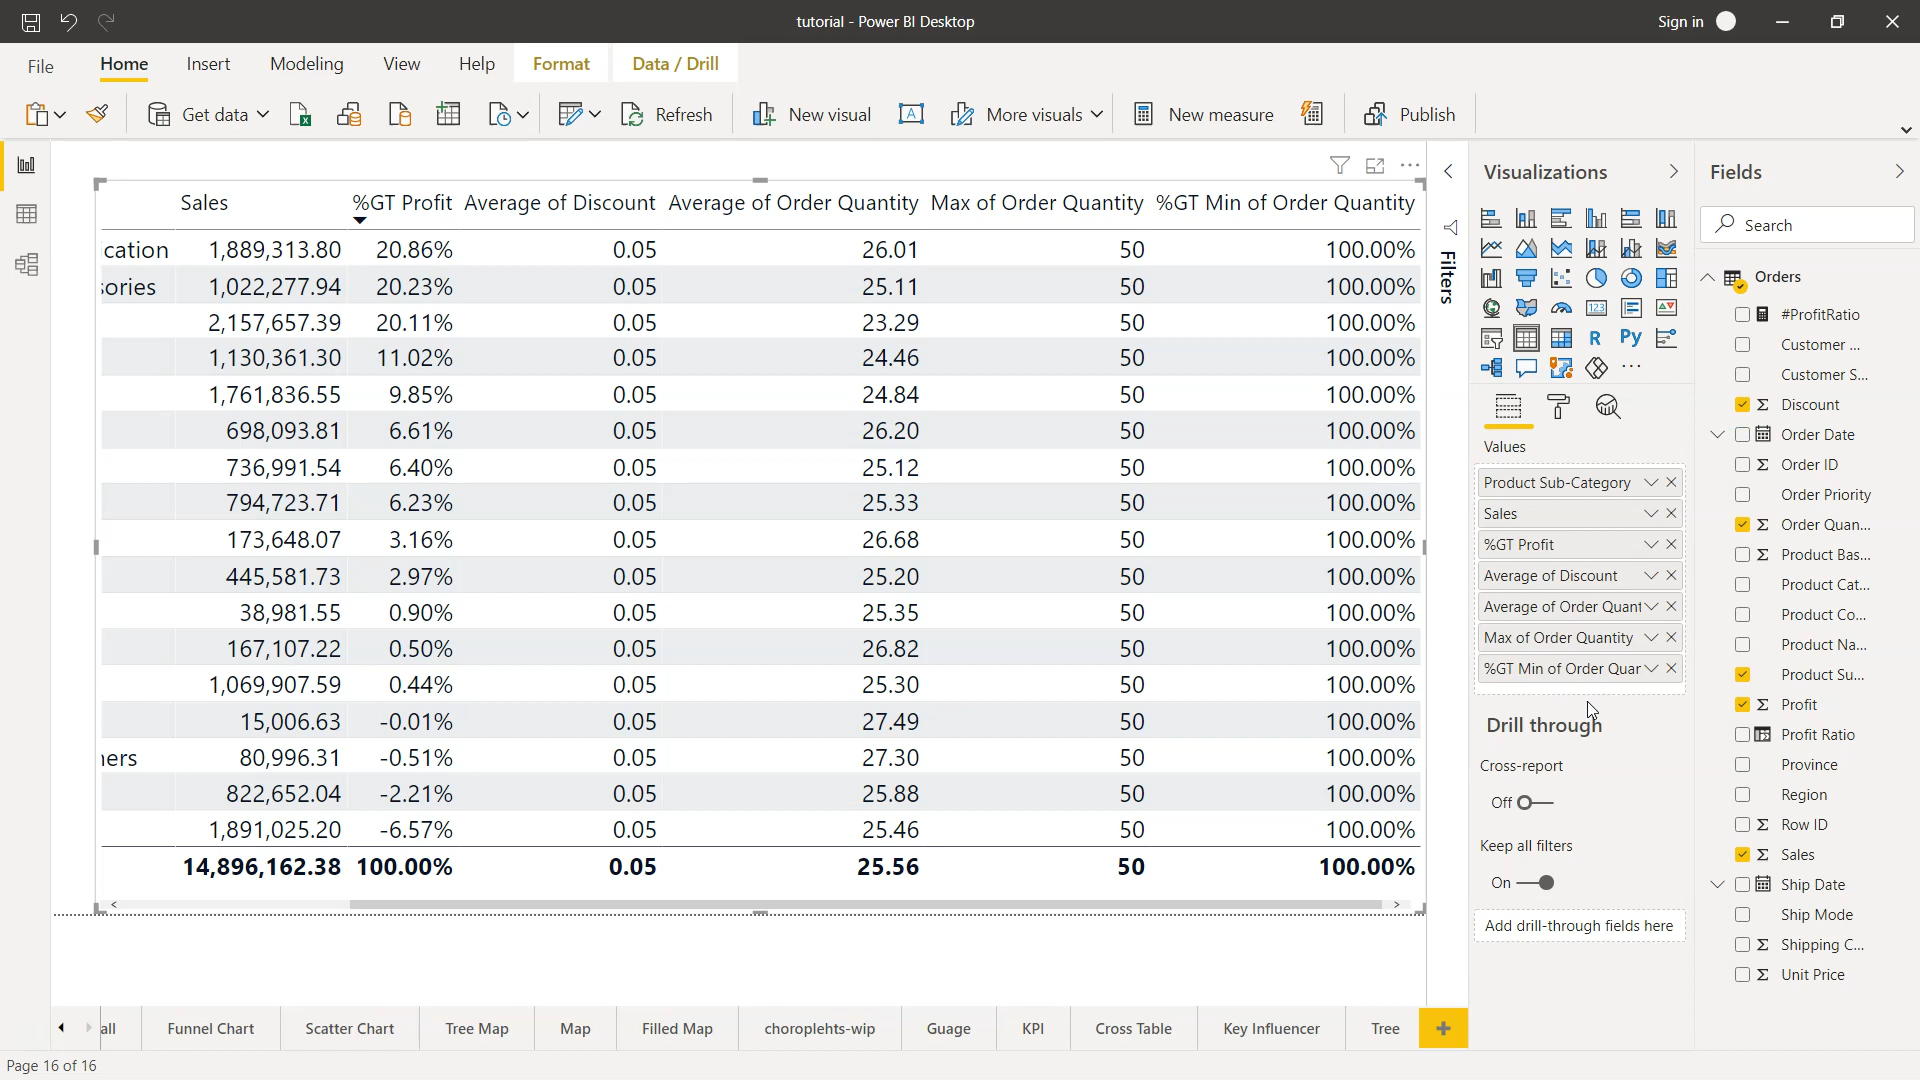 tutorial - Power BI Desktop
Sign in
File Home Insert Modeling View Help Format Data / Drill
Get data Refresh New visual More visuals New measure Publish
Sales %GT Profit Average of Discount Average of Order Quantity Max of Order Quantity %GT Min of Order Quantity
ication 1,889,313.80 20.86% 0.05 26.01 50 100.00%
sories 1,022,277.94 20.23% 0.05 25.11 50 100.00%
2,157,657.39 20.11% 0.05 23.29 50 100.00%
1,130,361.30 11.02% 0.05 24.46 50 100.00%
1,761,836.55 9.85% 0.05 24.84 50 100.00%
698,093.81 6.61% 0.05 26.20 50 100.00%
736,991.54 6.40% 0.05 25.12 50 100.00%
794,723.71 6.23% 0.05 25.33 50 100.00%
173,648.07 3.16% 0.05 26.68 50 100.00%
445,581.73 2.97% 0.05 25.20 50 100.00%
38,981.55 0.90% 0.05 25.35 50 100.00%
167,107.22 0.50% 0.05 26.82 50 100.00%
1,069,907.59 0.44% 0.05 25.30 50 100.00%
15,006.63 -0.01% 0.05 27.49 50 100.00%
ners 80,996.31 -0.51% 0.05 27.30 50 100.00%
822,652.04 -2.21% 0.05 25.88 50 100.00%
1,891,025.20 -6.57% 0.05 25.46 50 100.00%
14,896,162.38 100.00% 0.05 25.56 50 100.00%
Filters
Visualizations
123
R Py
Values
Product Sub-Category
Sales
%GT Profit
Average of Discount
Average of Order Quant
Max of Order Quantity
%GT Min of Order Quar
Drill through
Cross-report
Off
Keep all filters
On
Add drill-through fields here
Fields
Search
Orders
#ProfitRatio
Customer ...
Customer S...
Σ Discount
Order Date
Σ Order ID
Order Priority
Σ Order Quan...
Σ Product Bas...
Product Cat...
Product Co...
Product Na...
Product Su...
Σ Profit
Profit Ratio
Province
Region
Σ Row ID
Σ Sales
Ship Date
Ship Mode
Σ Shipping C...
Σ Unit Price
all Funnel Chart Scatter Chart Tree Map Map Filled Map choroplehts-wip Guage KPI Cross Table Key Influencer Tree +
Page 16 of 16